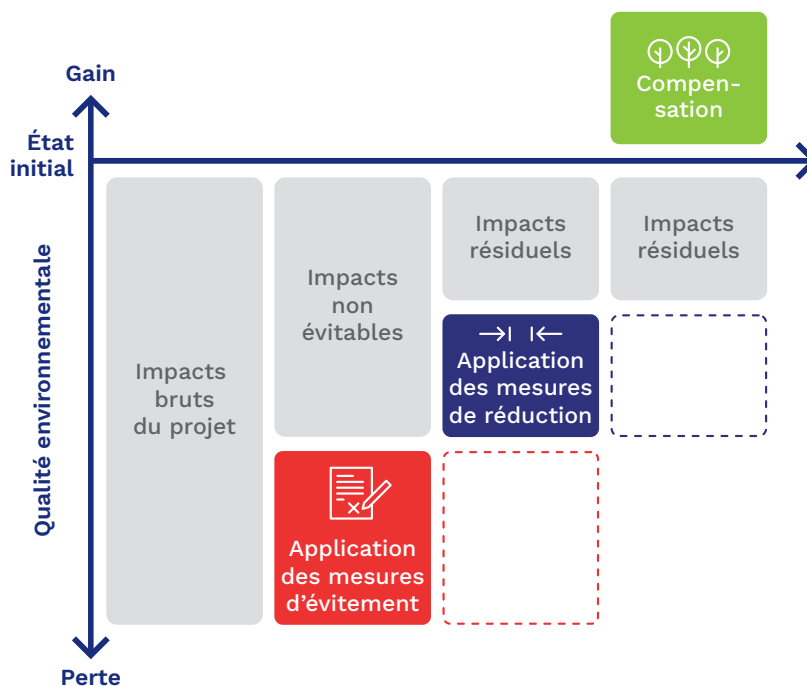 Gain
Compen-
sation
État
initial
Qualité environnementale
Impacts
bruts
du projet
Impacts
non
évitables
Impacts
résiduels
Impacts
résiduels
Application
des mesures
de réduction
Application
des mesures
d'évitement
Perte